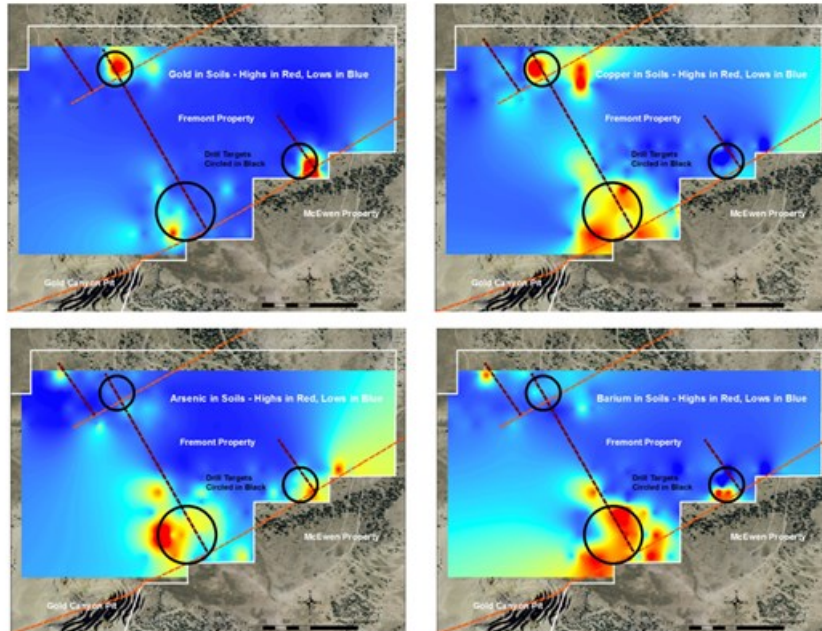 Gold in Soils - Highs in Red, Lows in Blue
Fremont Property
Drill Targets
Circled in Black
McEwen Property
Gold Canyon Pit
Copper in Soils - Highs in Red, Lows in Blue
Fremont Property
Drill Targets
Circled in Black
McEwen Property
Gold Canyon Pit
Arsenic in Soils - Highs in Red, Lows in Blue
Fremont Property
Drill Targets
Circled in Black
McEwen Property
Gold Canyon Pit
Barium in Soils - Highs in Red, Lows in Blue
Fremont Property
Drill Targets
Circled in Black
McEwen Property
Gold Canyon Pit